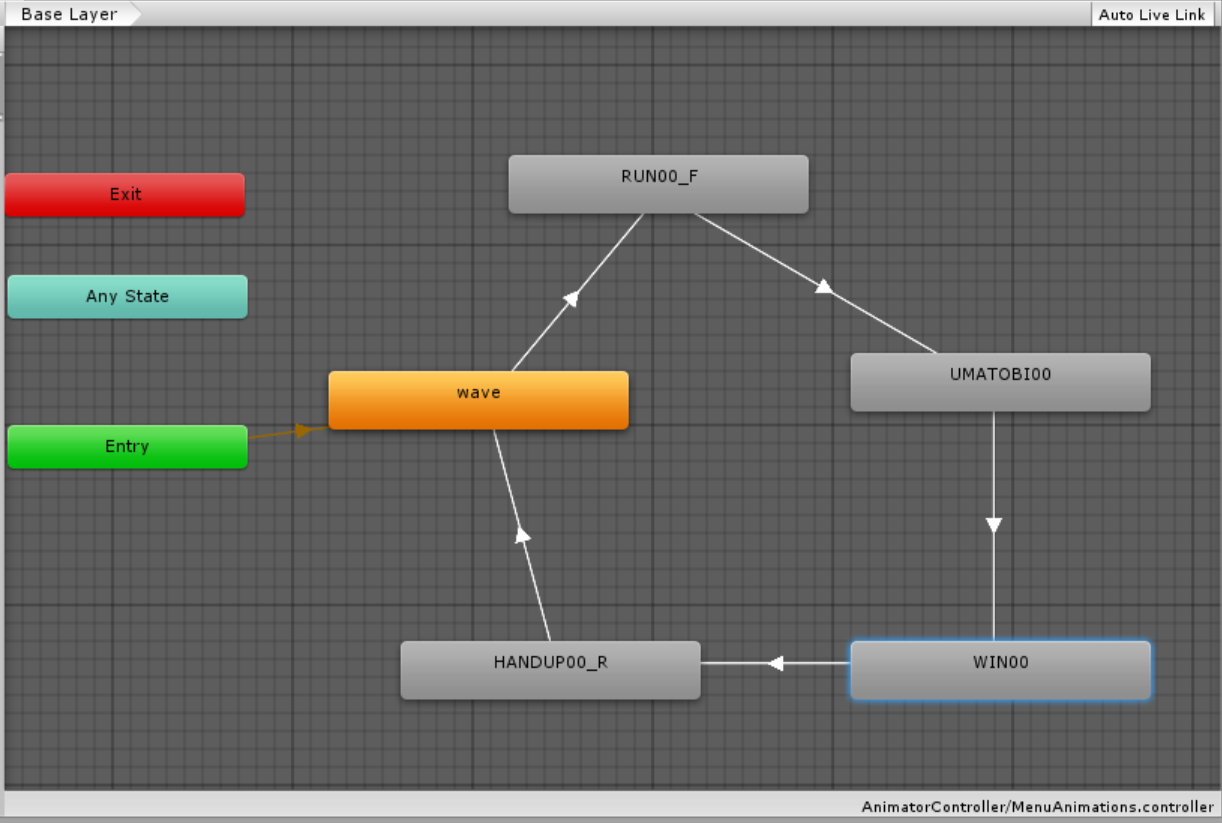 Base Layer
Auto Live Link
RUN00_F
Exit
Any State
UMATOBI00
wave
Entry
HANDUP00_R
WIN00
AnimatorController/MenuAnimations.controller